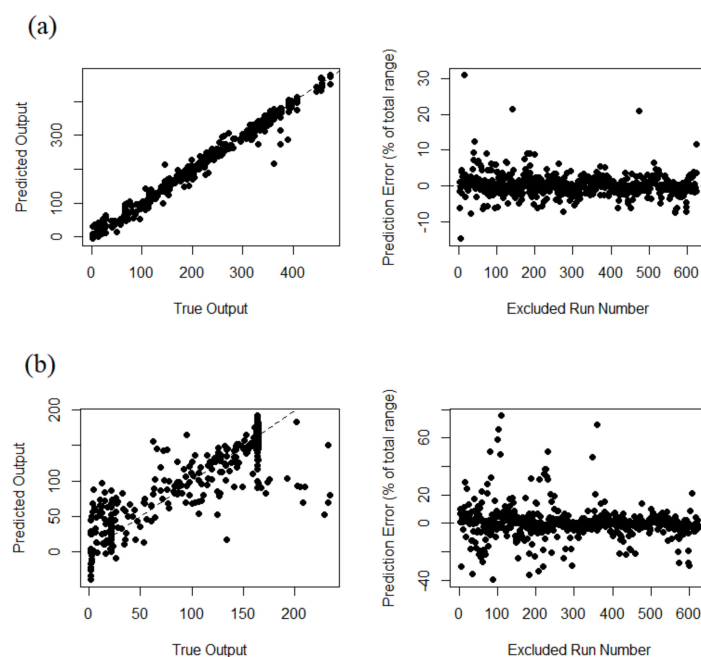 (a)
Predicted Output
0 100 300
0 100 200 300 400
True Output
Prediction Error (% of total range)
-10 0 10 20 30
0 100 200 300 400 500 600
Excluded Run Number
(b)
Predicted Output
0 50 100 200
0 50 100 150 200
True Output
Prediction Error (% of total range)
-40 0 20 60
0 100 200 300 400 500 600
Excluded Run Number